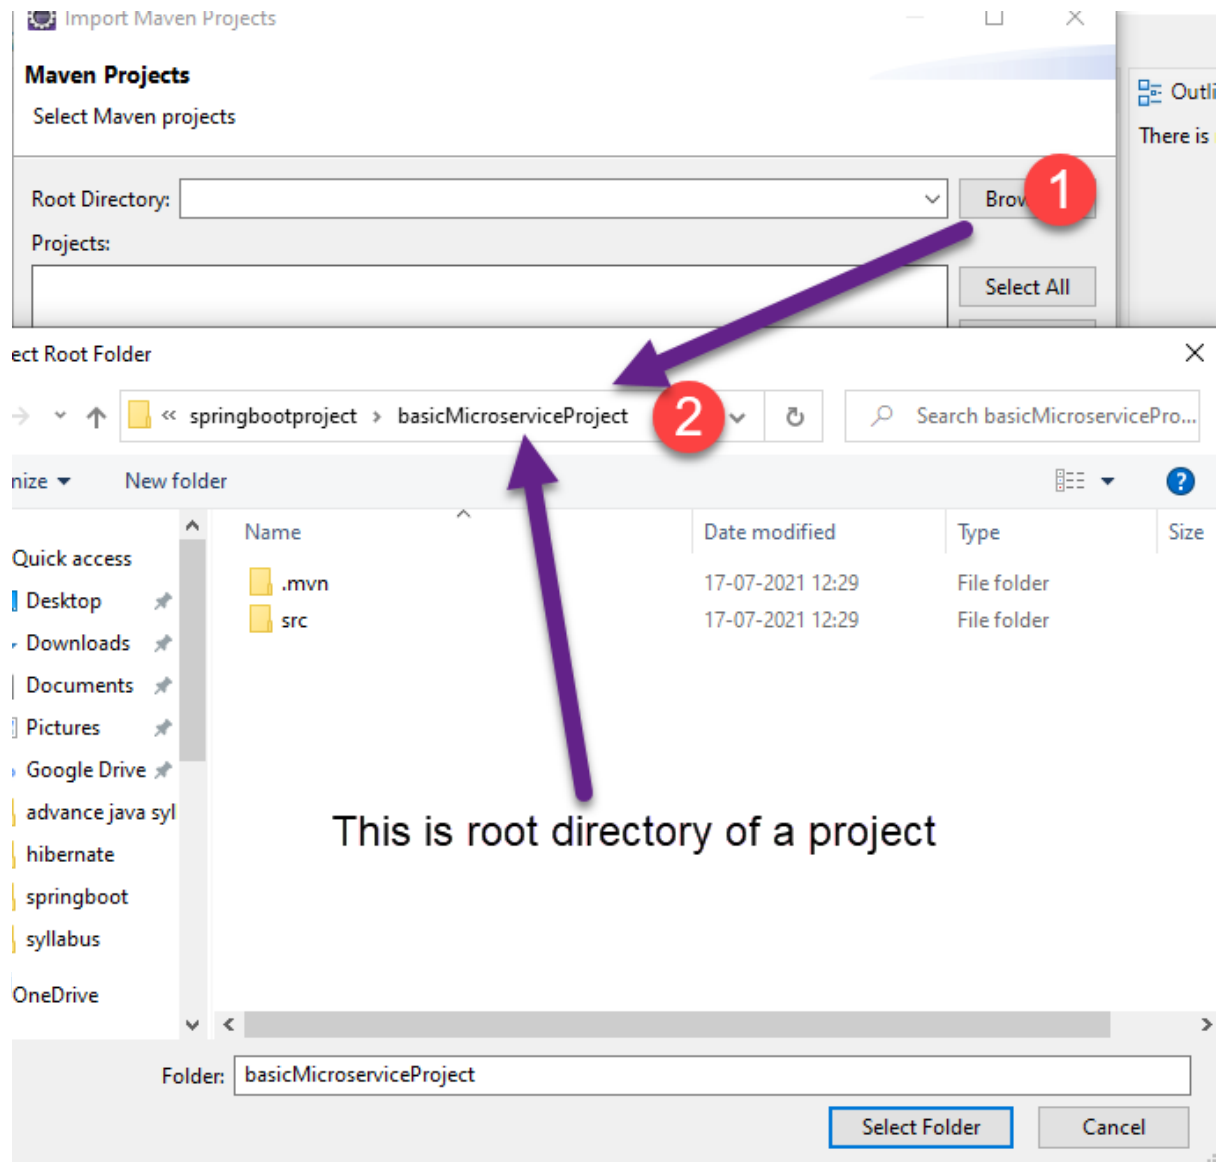 Import Maven Projects
Maven Projects
Select Maven projects
Outli
There is
Root Directory:
Brow
1
Projects:
Select All
ect Root Folder
« springbootproject › basicMicroserviceProject
2
Search basicMicroservicePro...
nize
New folder
?
Name
Date modified
Type
Size
Quick access
Desktop
Downloads
Documents
Pictures
Google Drive
advance java syl
hibernate
springboot
syllabus
OneDrive
.mvn
17-07-2021 12:29
File folder
src
17-07-2021 12:29
File folder
This is root directory of a project
Folder:
basicMicroserviceProject
Select Folder
Cancel